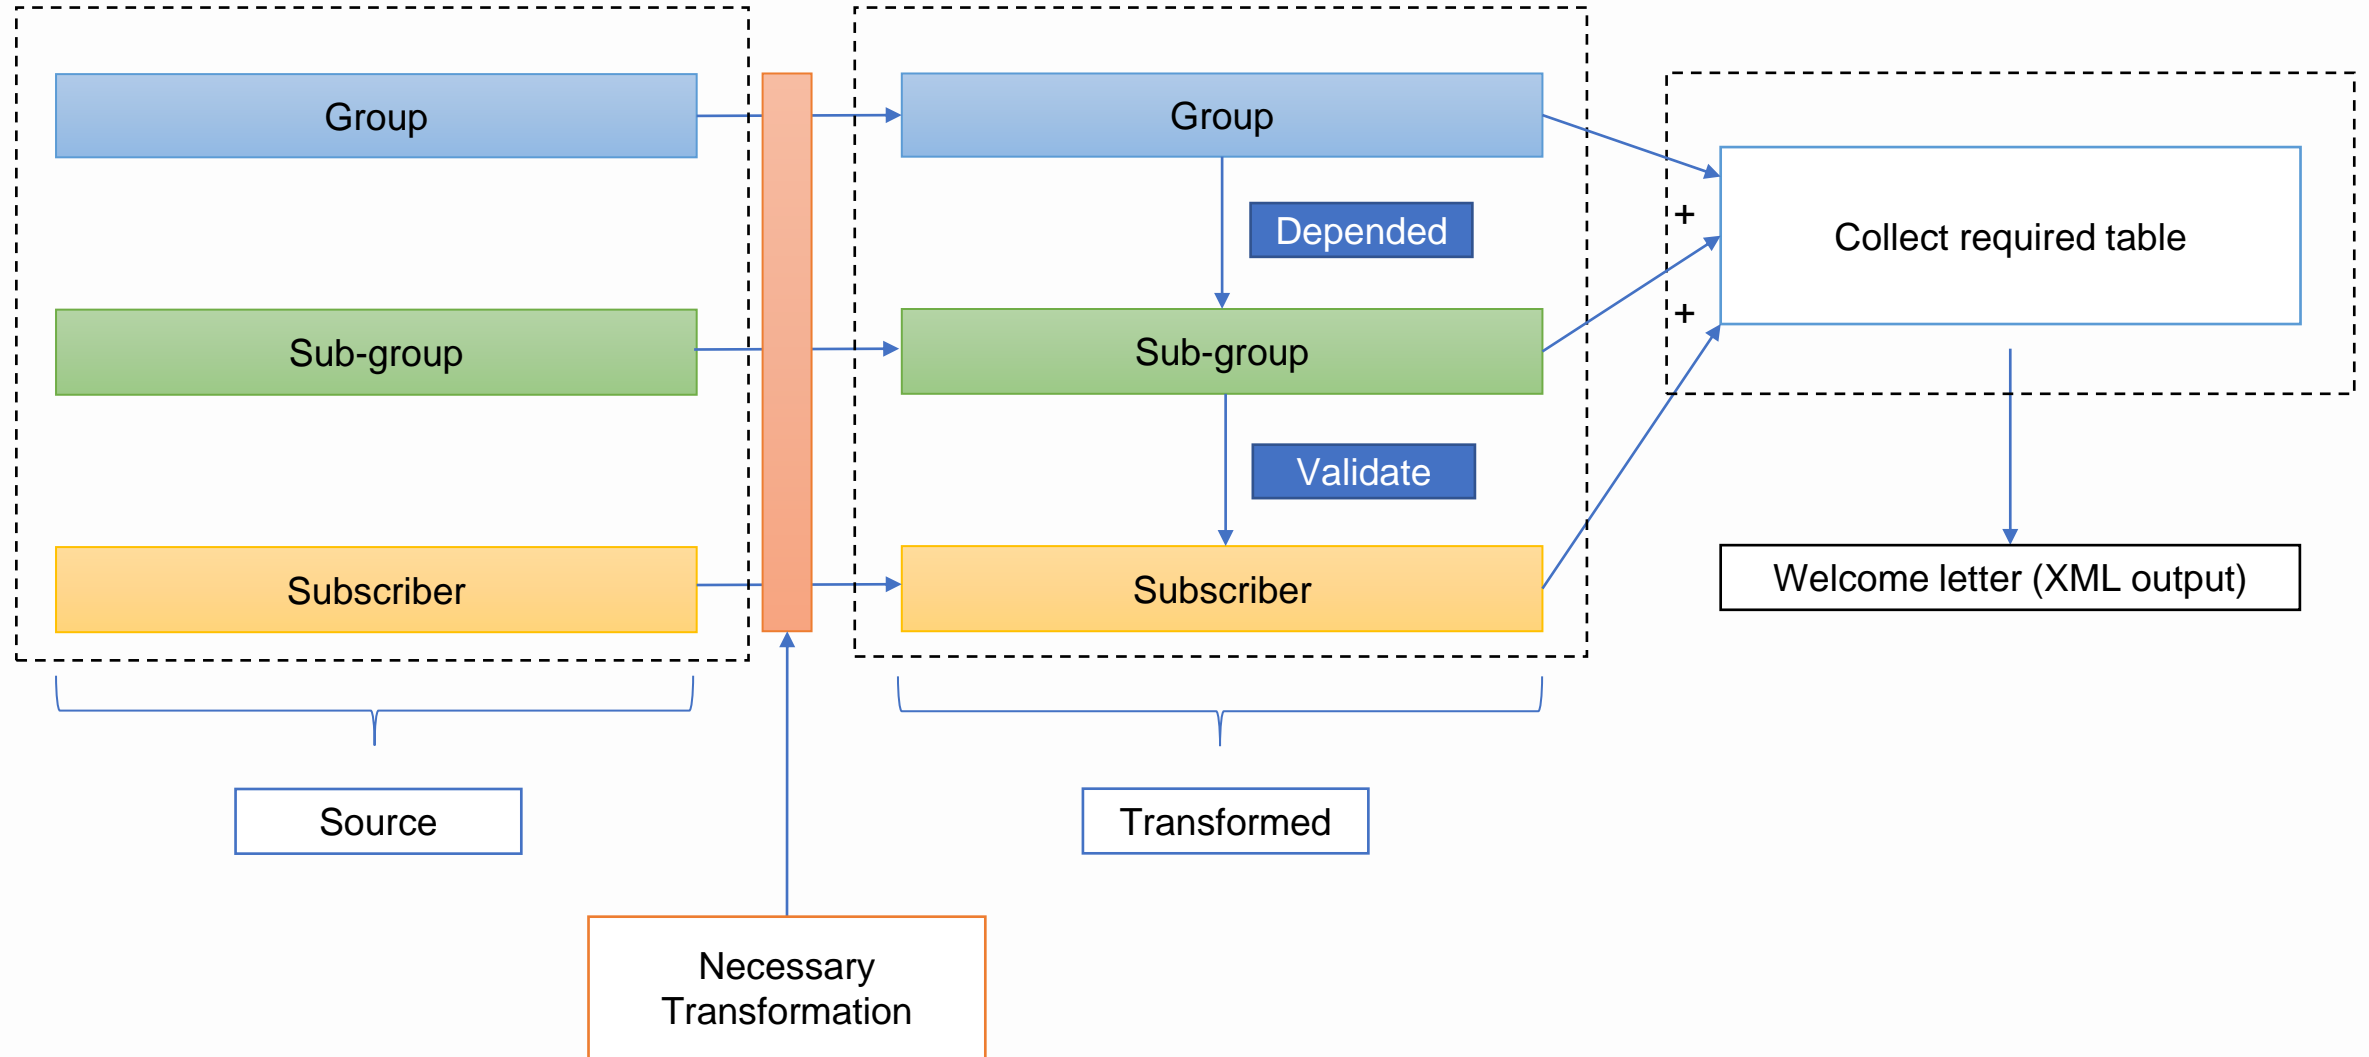 Group
Group
Depended
+
Collect required table
+
Sub-group
Sub-group
Validate
Subscriber
Subscriber
Welcome letter (XML output)
Source
Transformed
Necessary
Transformation